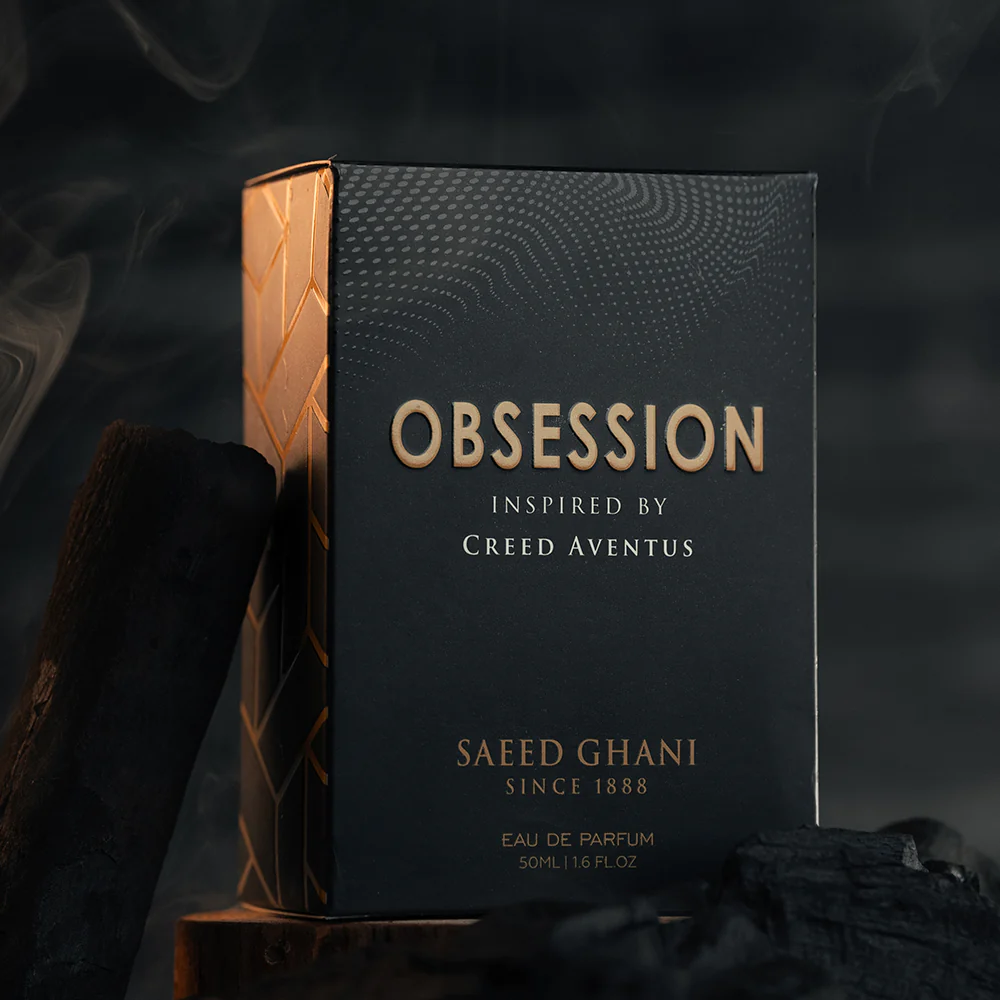 OBSESSION
INSPIRED BY
CREED AVENTUS
SAEED GHANI
SINCE 1888
EAU DE PARFUM
50ML | 1.6 FL.OZ